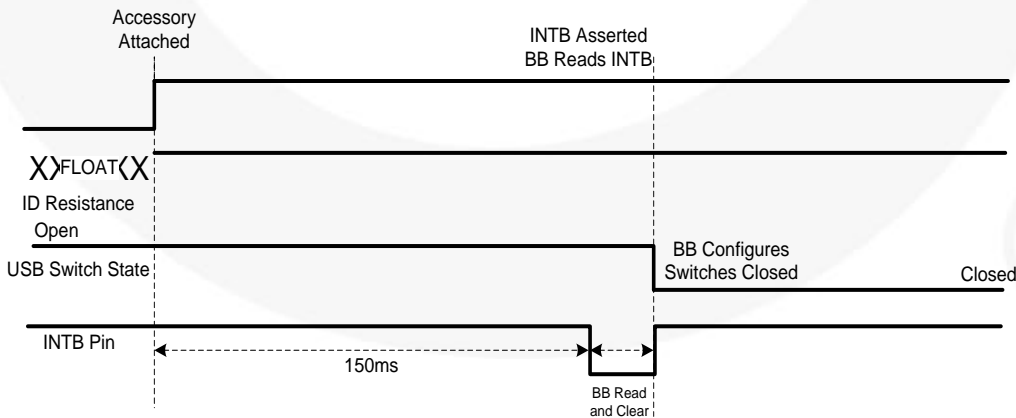 Accessory
Attached
INTB Asserted
BB Reads INTB
X FLOAT X
ID Resistance
Open
USB Switch State
BB Configures
Switches Closed
Closed
INTB Pin
150ms
BB Read
and Clear